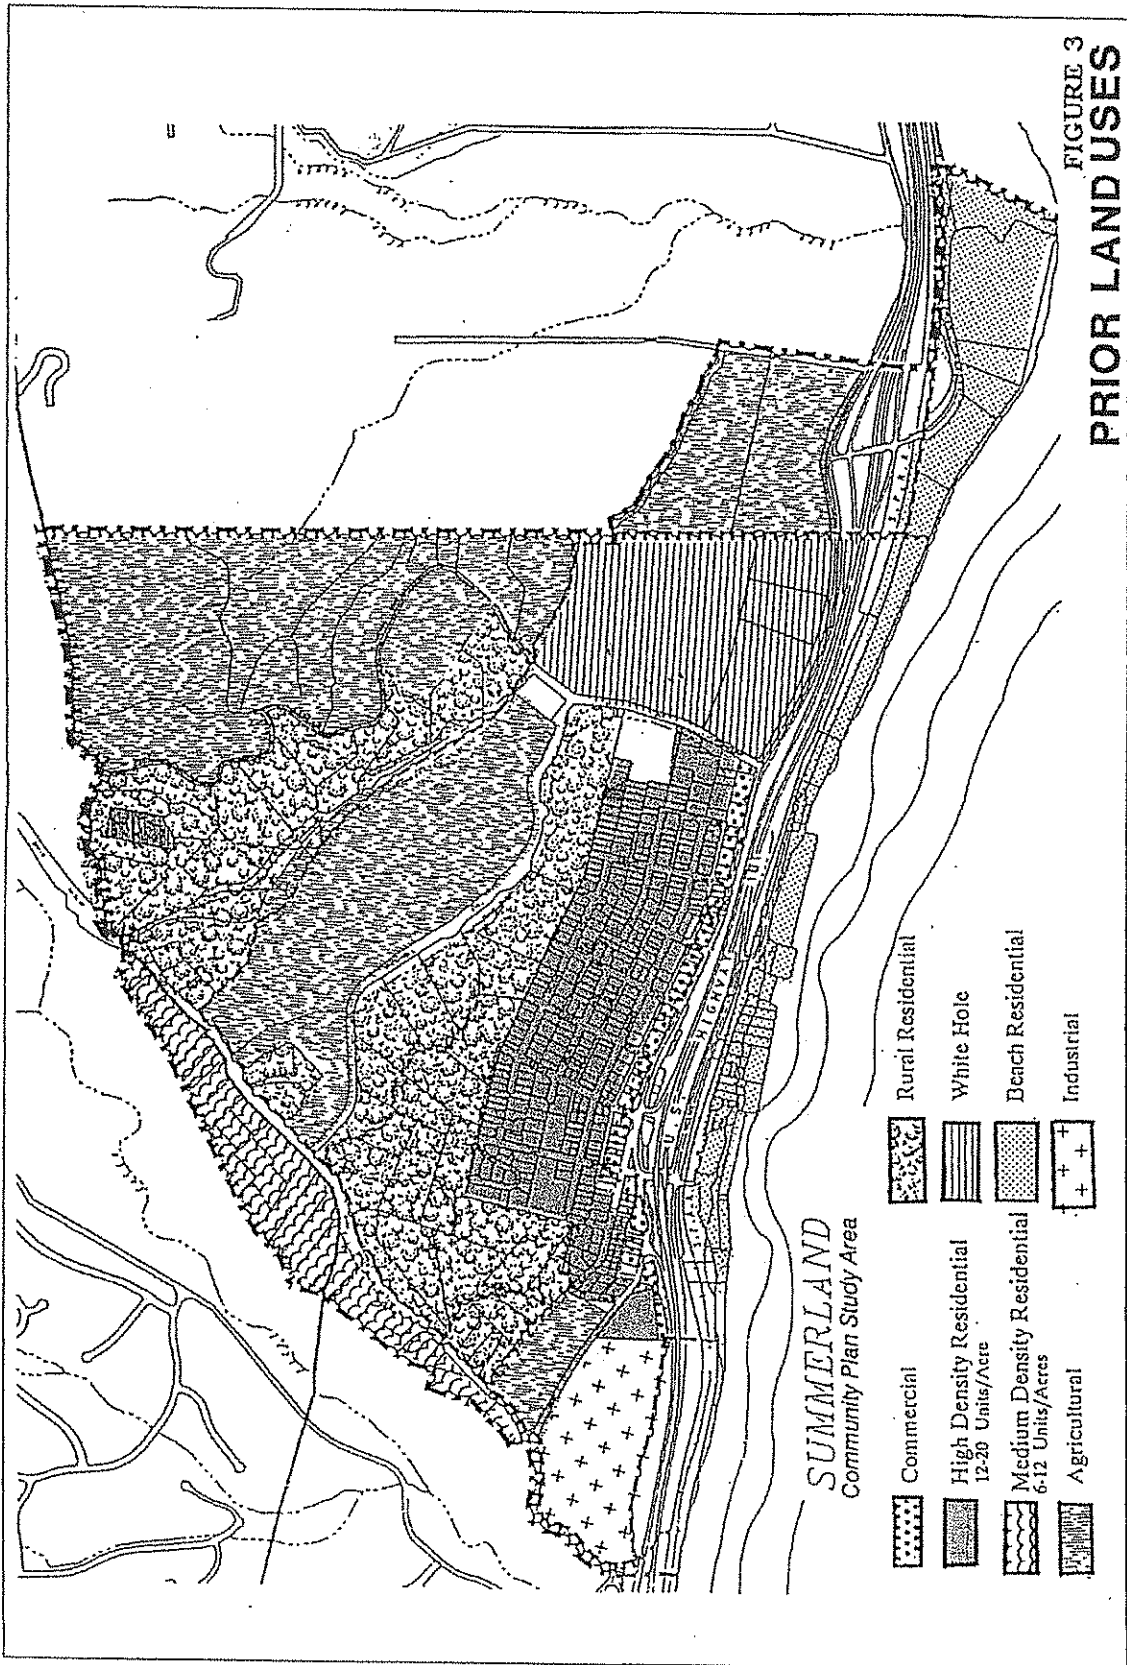 FIGURE 3
PRIOR LAND USES
SUMMERLAND
Community Plan Study Area
Commercial
High Density Residential
12-20 Units/Acre
Medium Density Residential
6-12 Units/Acres
Agricultural
Rural Residential
White Hole
Beach Residential
Industrial
U.S. HIGHWAY 101
S.P.R.R.